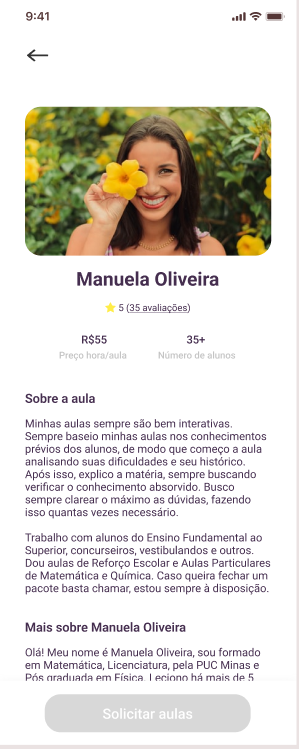 9:41
Manuela Oliveira
5 (35 avaliações)
R$55
Preço hora/aula
35+
Número de alunos
Sobre a aula
Minhas aulas sempre são bem interativas.
Sempre baseio minhas aulas nos conhecimentos
prévios dos alunos, de modo que começo a aula
analisando suas dificuldades e seu histórico.
Após isso, explico a matéria, sempre buscando
verificar o conhecimento absorvido. Busco
sempre clarear o máximo as dúvidas, fazendo
isso quantas vezes necessário.
Trabalho com alunos do Ensino Fundamental ao
Superior, concurseiros, vestibulandos e outros.
Dou aulas de Reforço Escolar e Aulas Particulares
de Matemática e Química. Caso queira fechar um
pacote basta chamar, estou sempre à disposição.
Mais sobre Manuela Oliveira
Olá! Meu nome é Manuela Oliveira, sou formado
em Matemática, Licenciatura, pela PUC Minas e
Pós graduada em Física. Leciono há mais de 5
Solicitar aulas